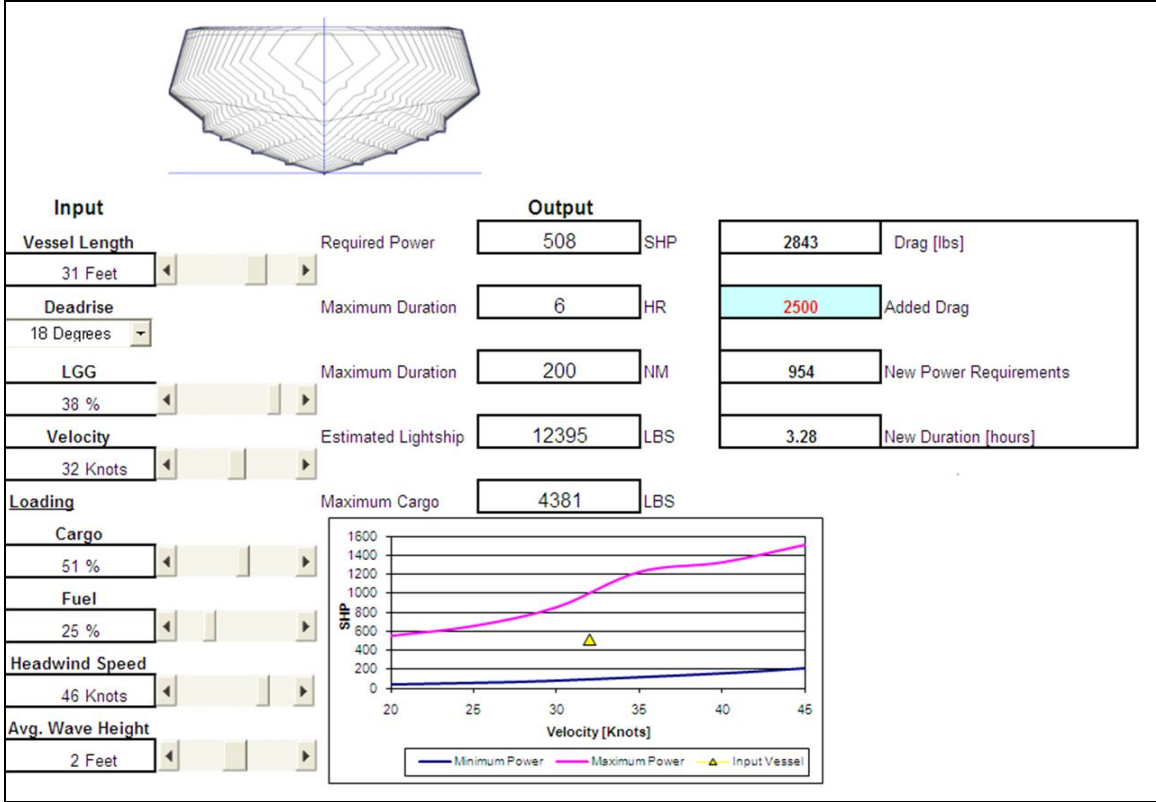 Input
Output
Vessel Length
31 Feet
Required Power
508
SHP
2843
Drag [lbs]
Deadrise
18 Degrees
Maximum Duration
6
HR
2500
Added Drag
LGG
38 %
Maximum Duration
200
NM
954
New Power Requirements
Velocity
32 Knots
Estimated Lightship
12395
LBS
3.28
New Duration [hours]
Loading
Maximum Cargo
4381
LBS
Cargo
51 %
Fuel
25 %
Headwind Speed
46 Knots
Avg. Wave Height
2 Feet
1600
1400
1200
1000
800
600
400
200
0
SHP
20 25 30 35 40 45
Velocity [Knots]
Minimum Power Maximum Power Input Vessel